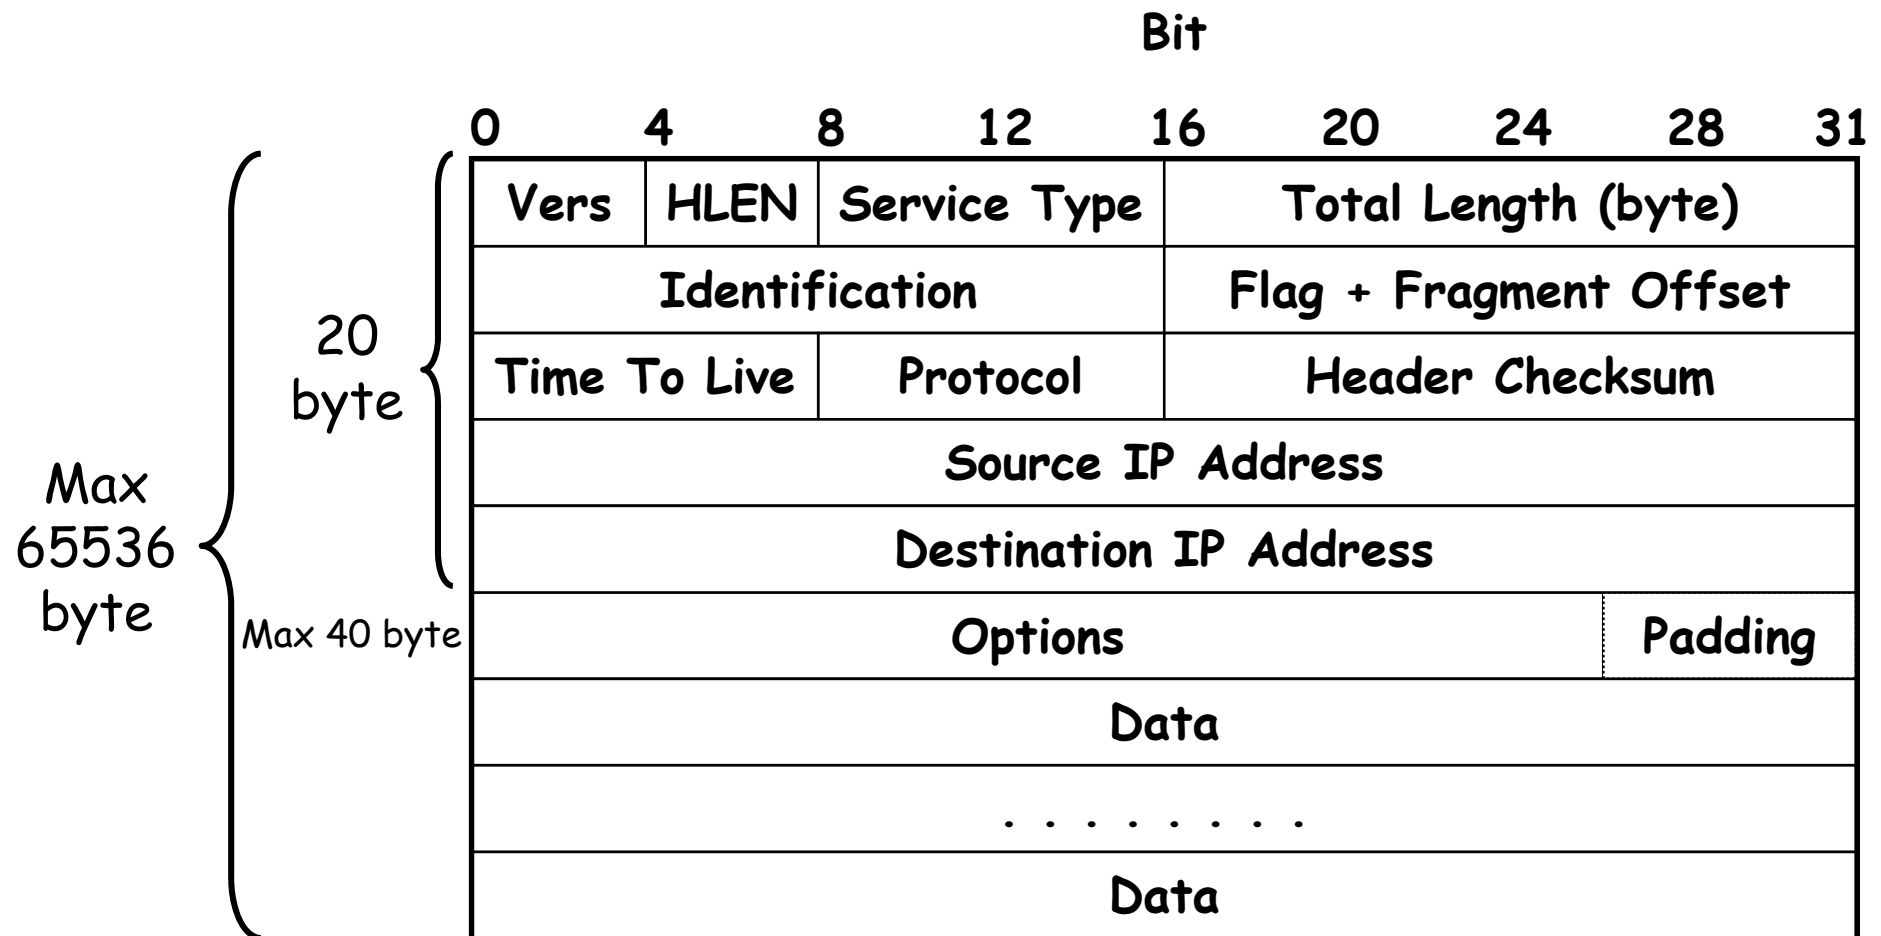 Bit
0 4 8 12 16 20 24 28 31
Vers HLEN Service Type Total Length (byte)
Identification Flag + Fragment Offset
20
byte
Time To Live Protocol Header Checksum
Source IP Address
Max
65536
byte
Destination IP Address
Max 40 byte Options Padding
Data
. . . . . . . .
Data